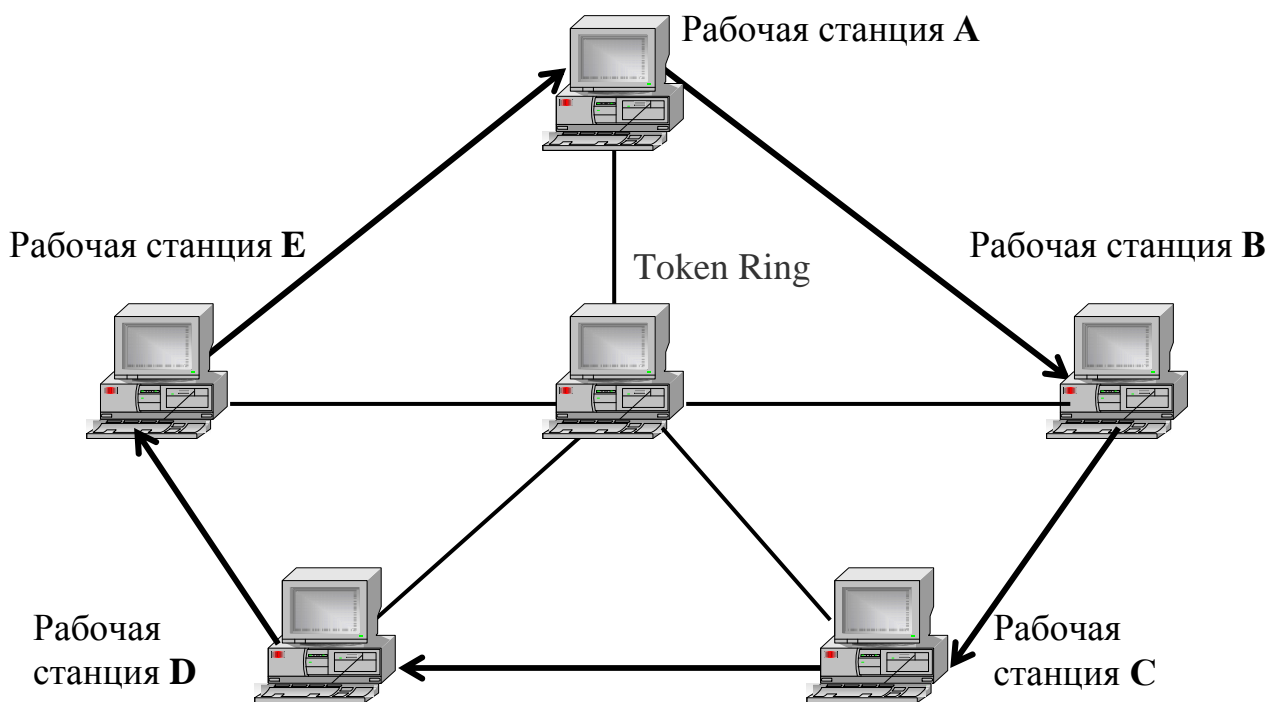 Рабочая станция A
Рабочая станция E
Рабочая станция B
Token Ring
Рабочая
станция D
Рабочая
станция C